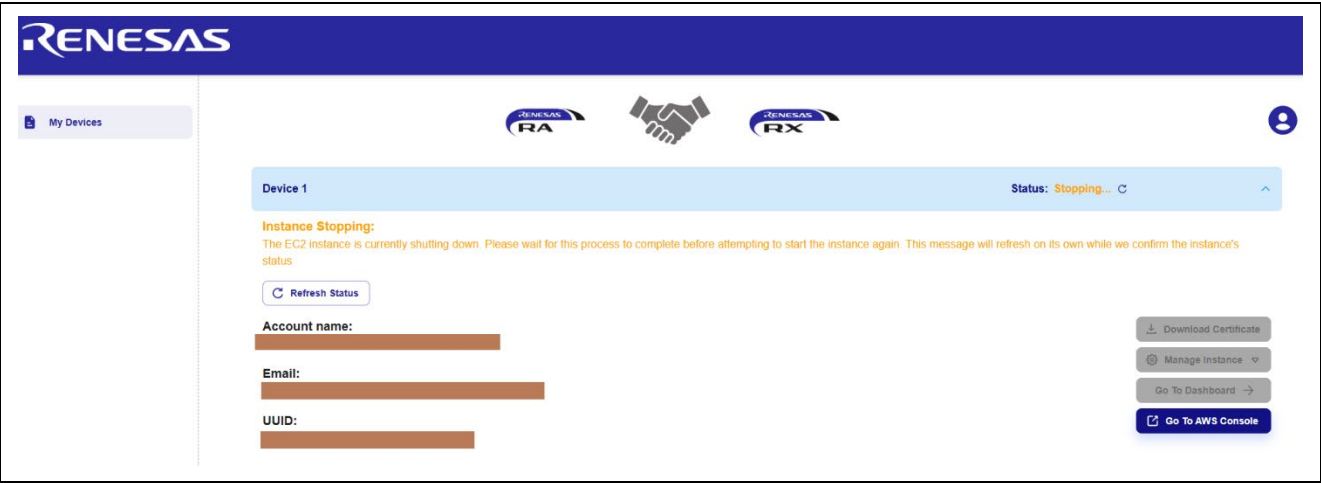 RENESAS
My Devices
RENESAS
RA
RENESAS
RX
Device 1
Status: Stopping...
Instance Stopping:
The EC2 instance is currently shutting down. Please wait for this process to complete before attempting to start the instance again. This message will refresh on its own while we confirm the instance's
status
Refresh Status
Account name:
Download Certificate
Manage Instance
Email:
Go To Dashboard
UUID:
Go To AWS Console